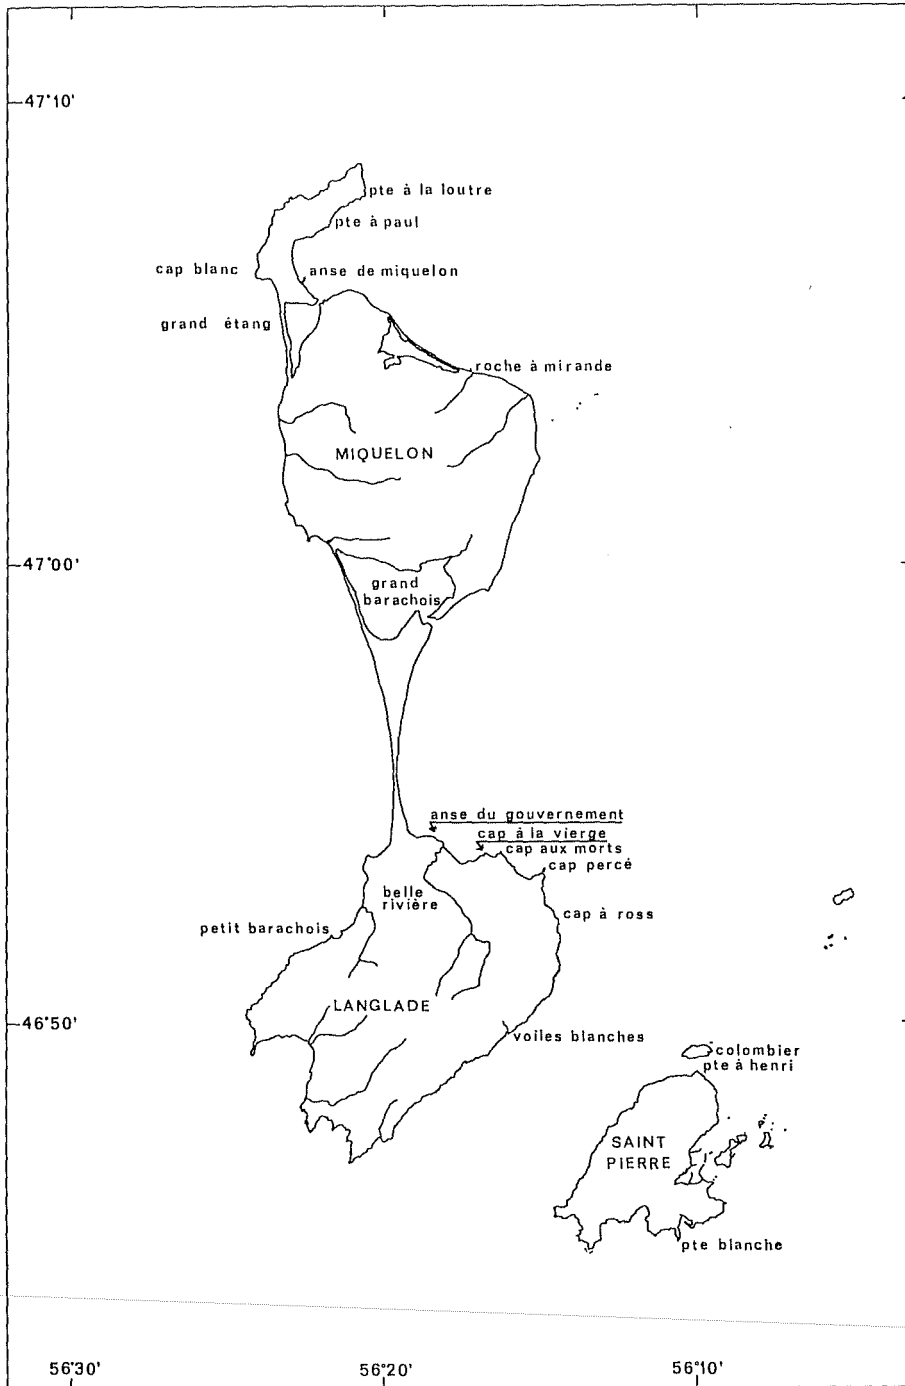 47°10'
pte à la loutre
pte à paul
cap blanc
anse de miquelon
grand étang
roche à mirande
MIQUELON
47°00'
grand
barachois
anse du gouvernement
cap à la vierge
cap aux morts
cap percé
belle
rivière
cap à ross
petit barachois
LANGLADE
46°50'
voiles blanches
colombier
pte à henri
SAINT
PIERRE
pte blanche
56°30'
56°20'
56°10'